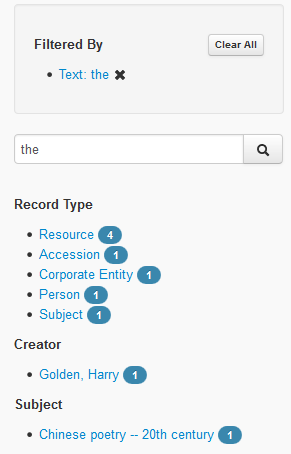 Filtered By
Clear All
Text: the
the
Record Type
Resource 4
Accession 1
Corporate Entity 1
Person 1
Subject 1
Creator
Golden, Harry 1
Subject
Chinese poetry -- 20th century 1